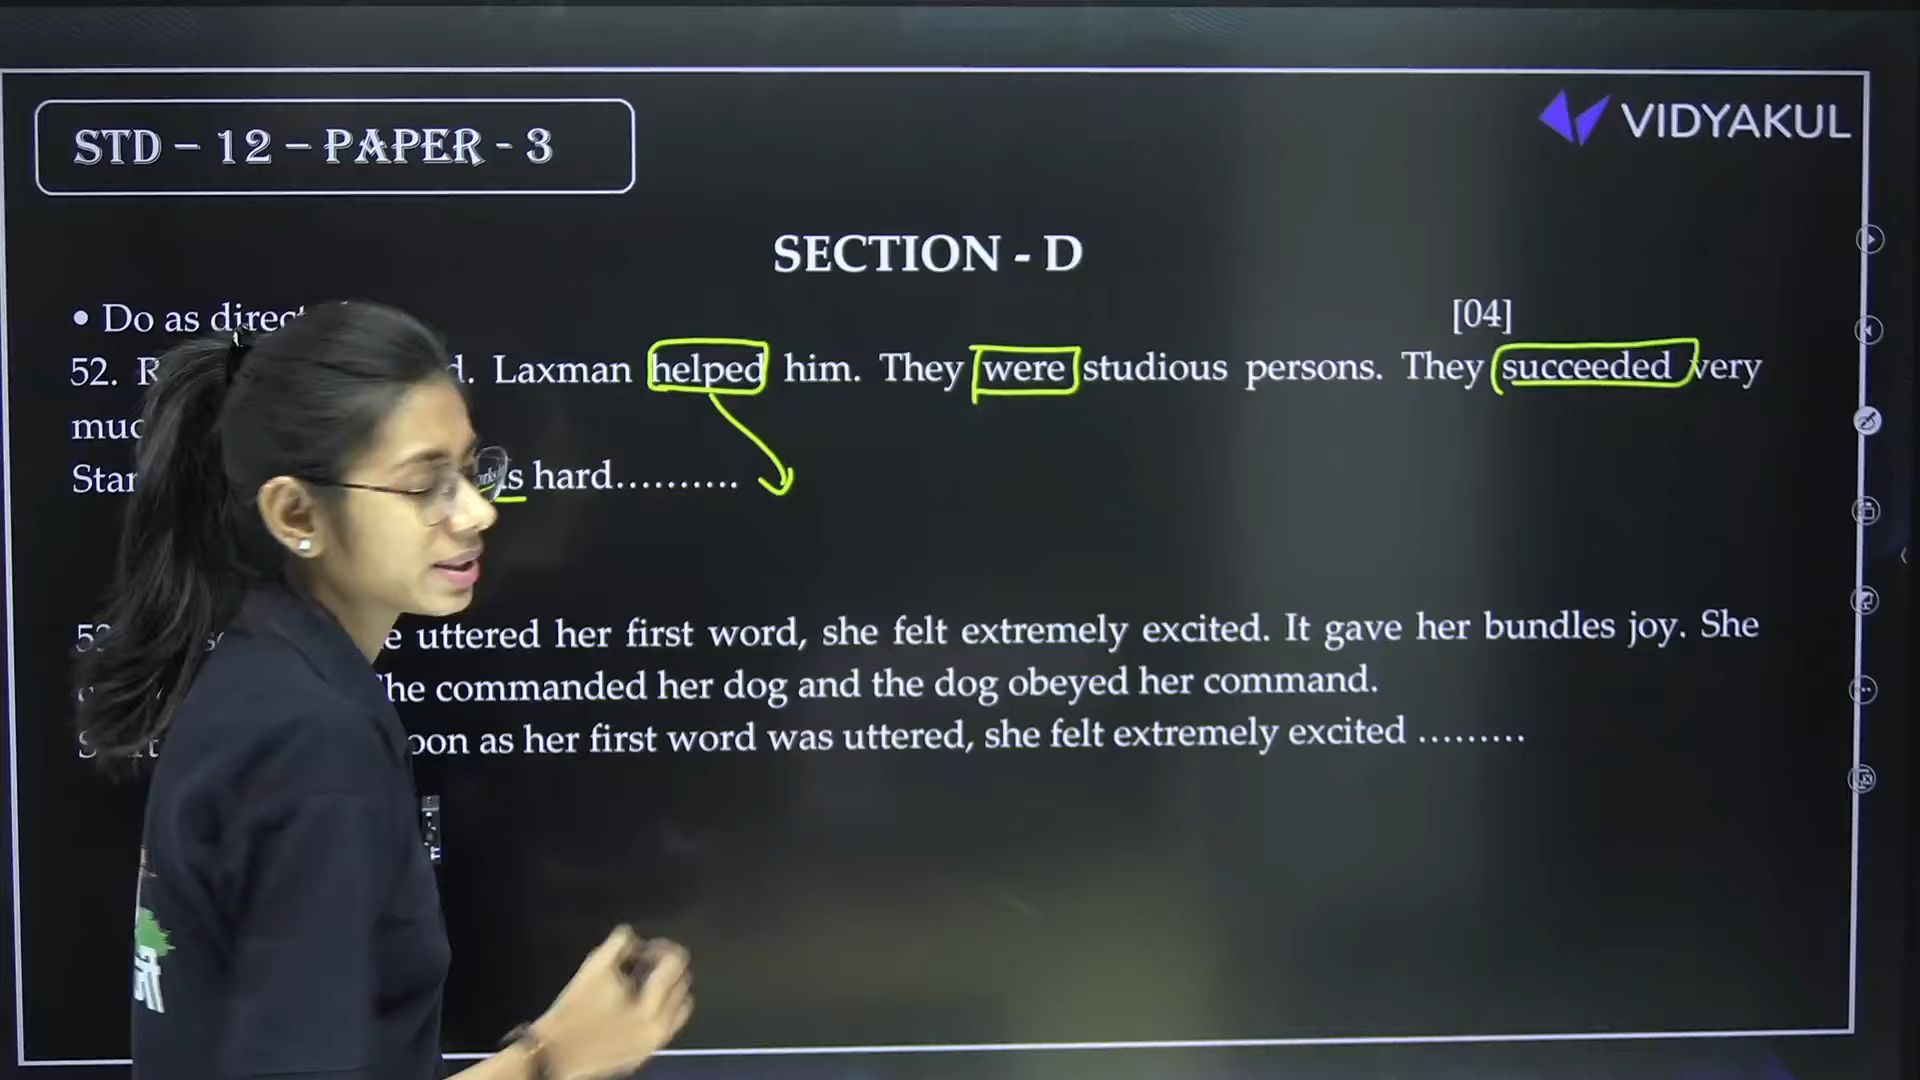 STD – 12 – PAPER - 3
VIDYAKUL
SECTION - D
• Do as direc
[04]
52. R d. Laxman helped him. They were studious persons. They succeeded very
muc
Star s hard..........
e uttered her first word, she felt extremely excited. It gave her bundles joy. She
he commanded her dog and the dog obeyed her command.
oon as her first word was uttered, she felt extremely excited .........